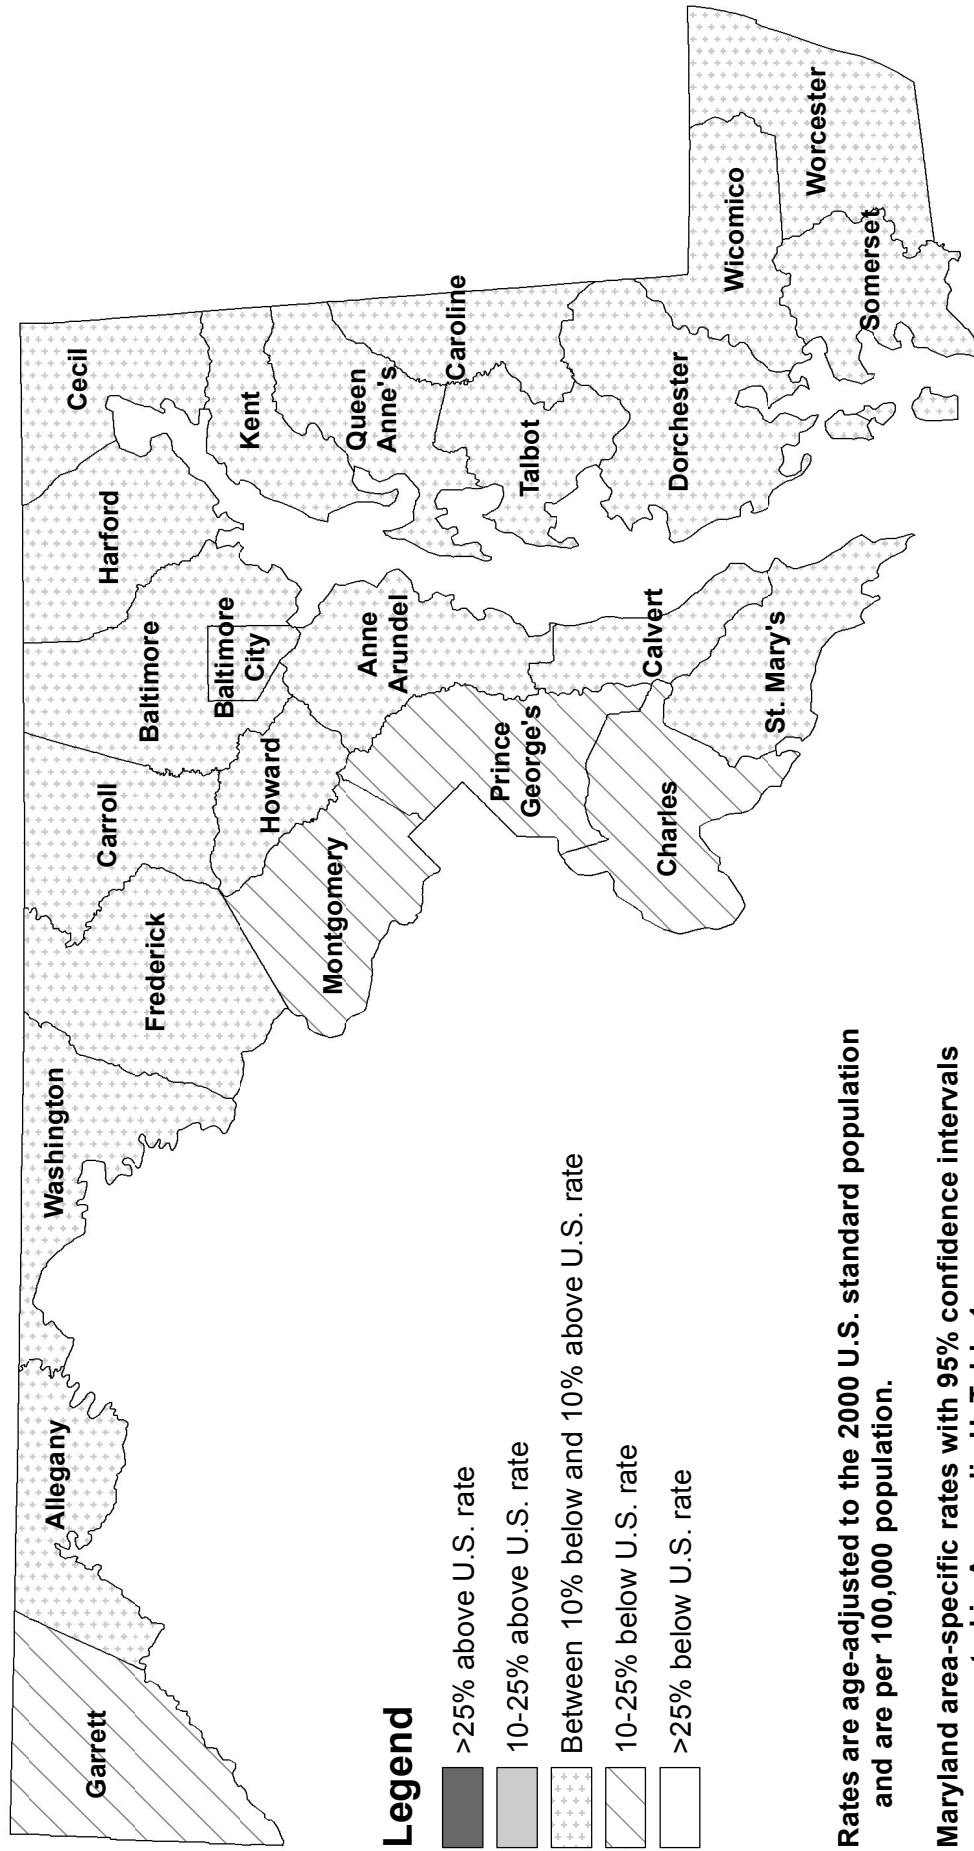 Garrett
Allegany
Washington
Frederick
Carroll
Baltimore
Harford
Cecil
Baltimore
City
Howard
Kent
Montgomery
Anne
Arundel
Queen
Anne's
Caroline
Prince
George's
Talbot
Charles
Calvert
Dorchester
St. Mary's
Wicomico
Worcester
Somerset
Legend
>25% above U.S. rate
10-25% above U.S. rate
Between 10% below and 10% above U.S. rate
10-25% below U.S. rate
>25% below U.S. rate
Rates are age-adjusted to the 2000 U.S. standard population
and are per 100,000 population.
Maryland area-specific rates with 95% confidence intervals